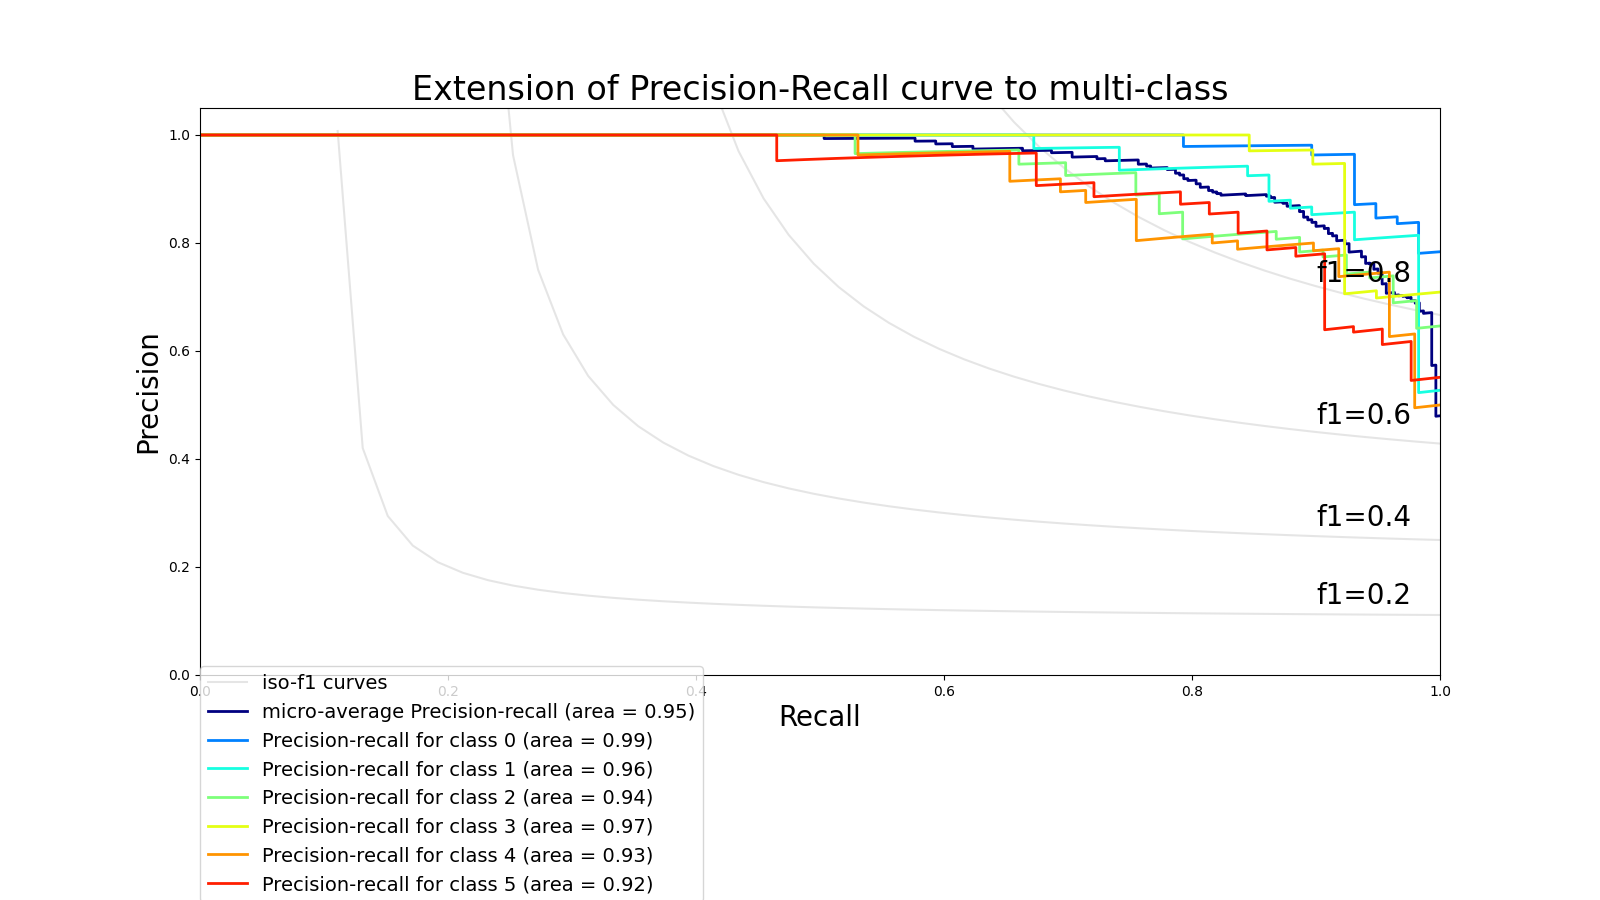 Extension of Precision-Recall curve to multi-class
1.0
0.8
0.6
0.4
0.2
0.0
Precision
f1=0.8
f1=0.6
f1=0.4
f1=0.2
0.0 0.2 0.4 0.6 0.8 1.0
Recall
iso-f1 curves
micro-average Precision-recall (area = 0.95)
Precision-recall for class 0 (area = 0.99)
Precision-recall for class 1 (area = 0.96)
Precision-recall for class 2 (area = 0.94)
Precision-recall for class 3 (area = 0.97)
Precision-recall for class 4 (area = 0.93)
Precision-recall for class 5 (area = 0.92)